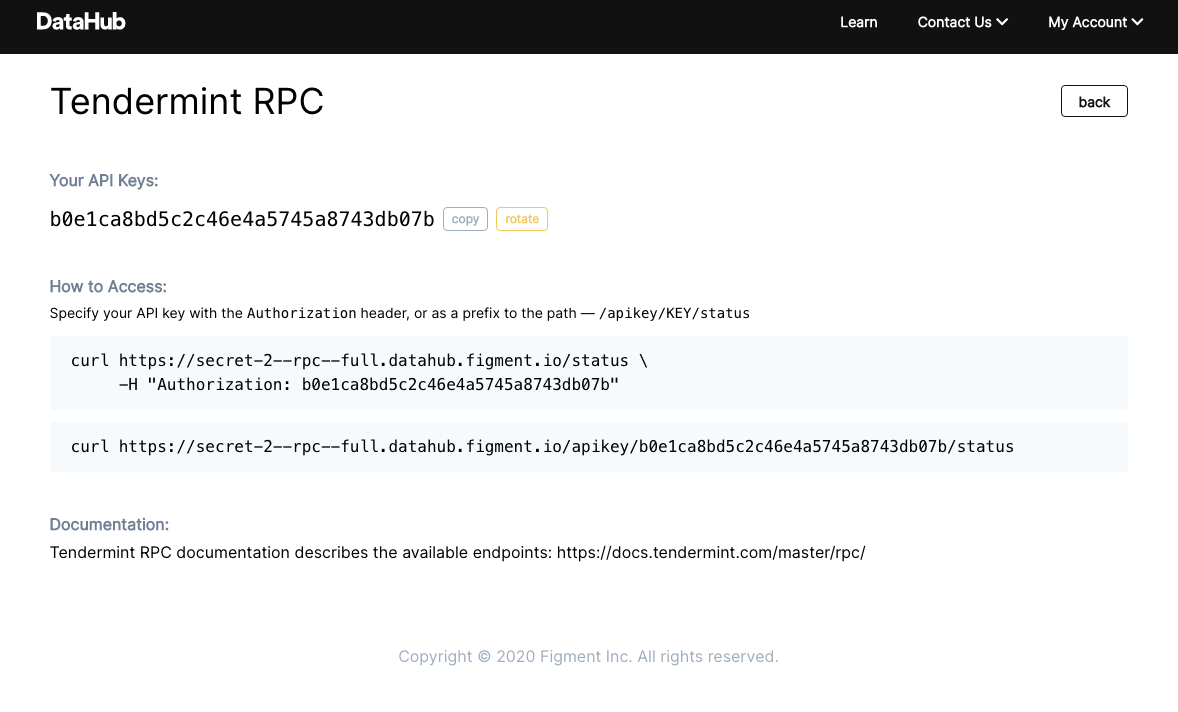 DataHub
Learn
Contact Us
My Account
Tendermint RPC
back
Your API Keys:
b0e1ca8bd5c2c46e4a5745a8743db07b copy rotate
How to Access:
Specify your API key with the Authorization header, or as a prefix to the path — /apikey/KEY/status
curl https://secret-2--rpc--full.datahub.figment.io/status \
-H "Authorization: b0e1ca8bd5c2c46e4a5745a8743db07b"
curl https://secret-2--rpc--full.datahub.figment.io/apikey/b0e1ca8bd5c2c46e4a5745a8743db07b/status
Documentation:
Tendermint RPC documentation describes the available endpoints: https://docs.tendermint.com/master/rpc/
Copyright © 2020 Figment Inc. All rights reserved.